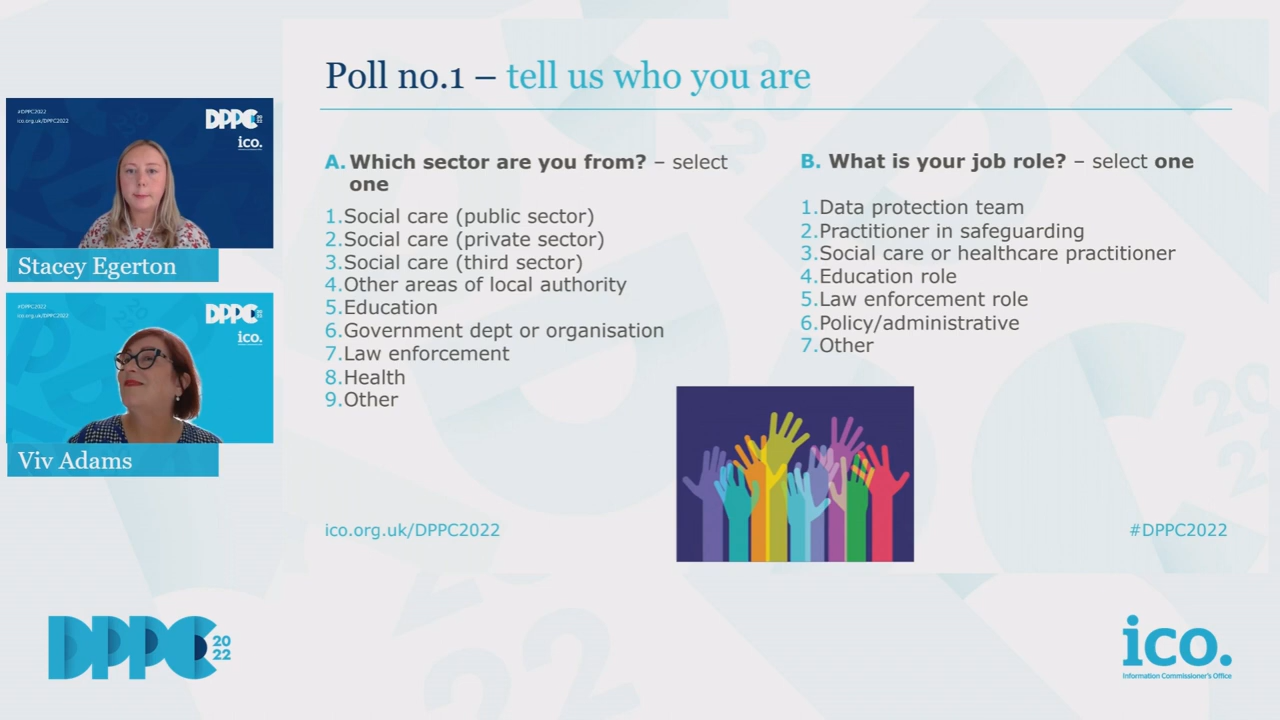 Poll no.1 – tell us who you are
#DPPC2022
ico.org.uk/DPPC2022
DPPC 2022
ico.
Stacey Egerton
#DPPC2022
ico.org.uk/DPPC2022
DPPC
ico.
Viv Adams
A. Which sector are you from? – select
one
1.Social care (public sector)
2.Social care (private sector)
3.Social care (third sector)
4.Other areas of local authority
5.Education
6.Government dept or organisation
7.Law enforcement
8.Health
9.Other
B. What is your job role? – select one
1.Data protection team
2.Practitioner in safeguarding
3.Social care or healthcare practitioner
4.Education role
5.Law enforcement role
6.Policy/administrative
7.Other
ico.org.uk/DPPC2022
#DPPC2022
DPPC 2022
ico.
Information Commissioner's Office